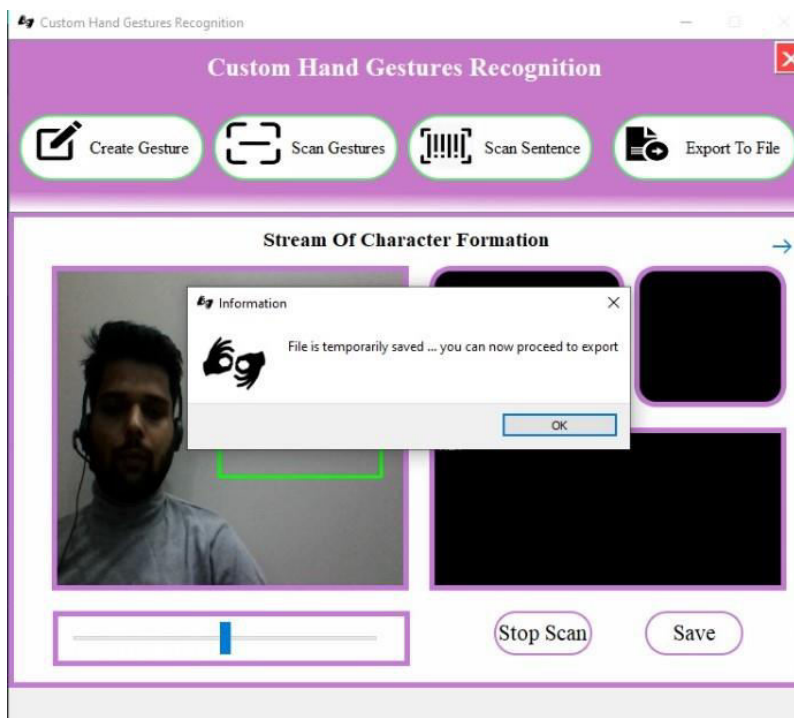 Custom Hand Gestures Recognition
Custom Hand Gestures Recognition
Create Gesture
Scan Gestures
Scan Sentence
Export To File
Stream Of Character Formation
Information
File is temporarily saved ... you can now proceed to export
OK
Stop Scan
Save